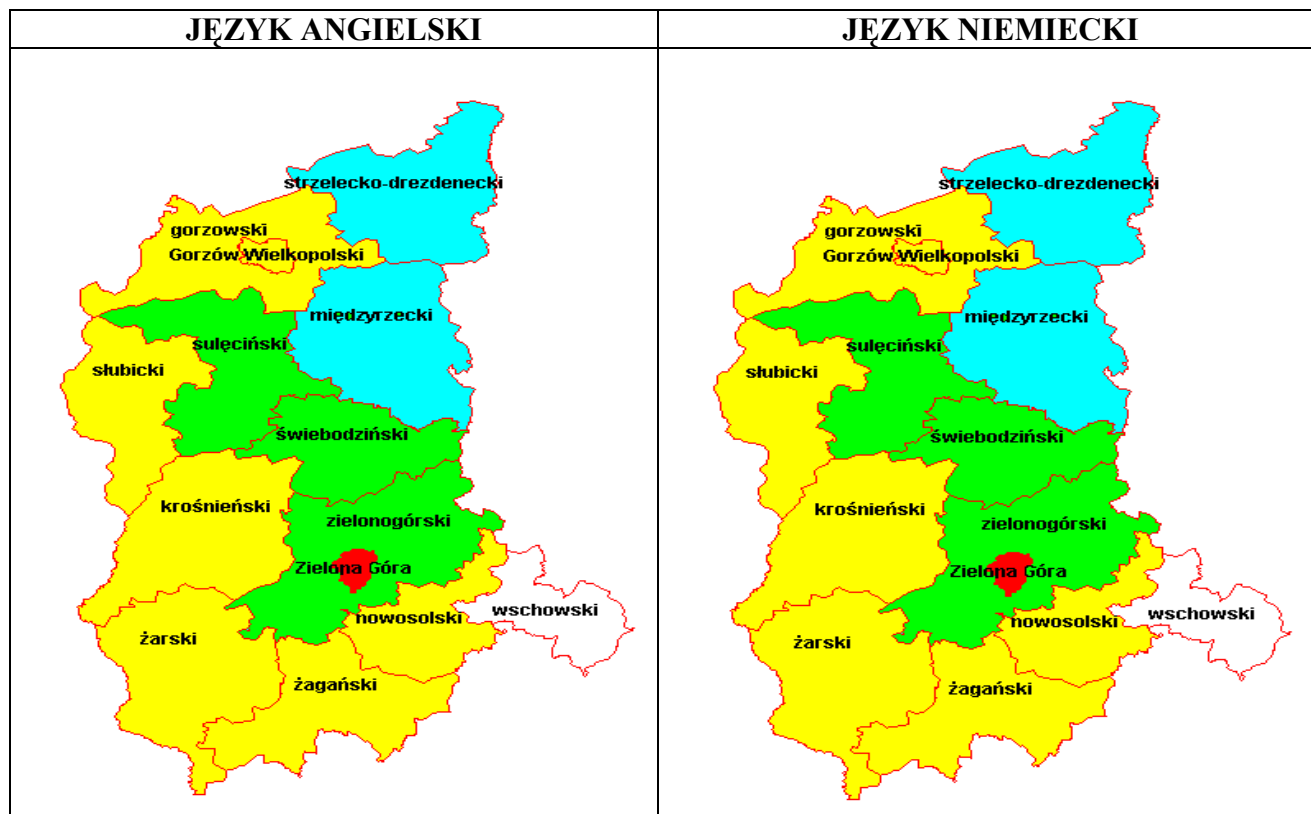 JĘZYK ANGIELSKI
strzelecko-drezdenecki
gorzowski
Gorzów Wielkopolski
międzyrzecki
sulęciński
słubicki
świebodziński
krośnieński
zielonogórski
Zielona Góra
wschowski
nowosolski
żarski
żagański
JĘZYK NIEMIECKI
strzelecko-drezdenecki
gorzowski
Gorzów Wielkopolski
międzyrzecki
sulęciński
słubicki
świebodziński
krośnieński
zielonogórski
Zielona Góra
wschowski
nowosolski
żarski
żagański